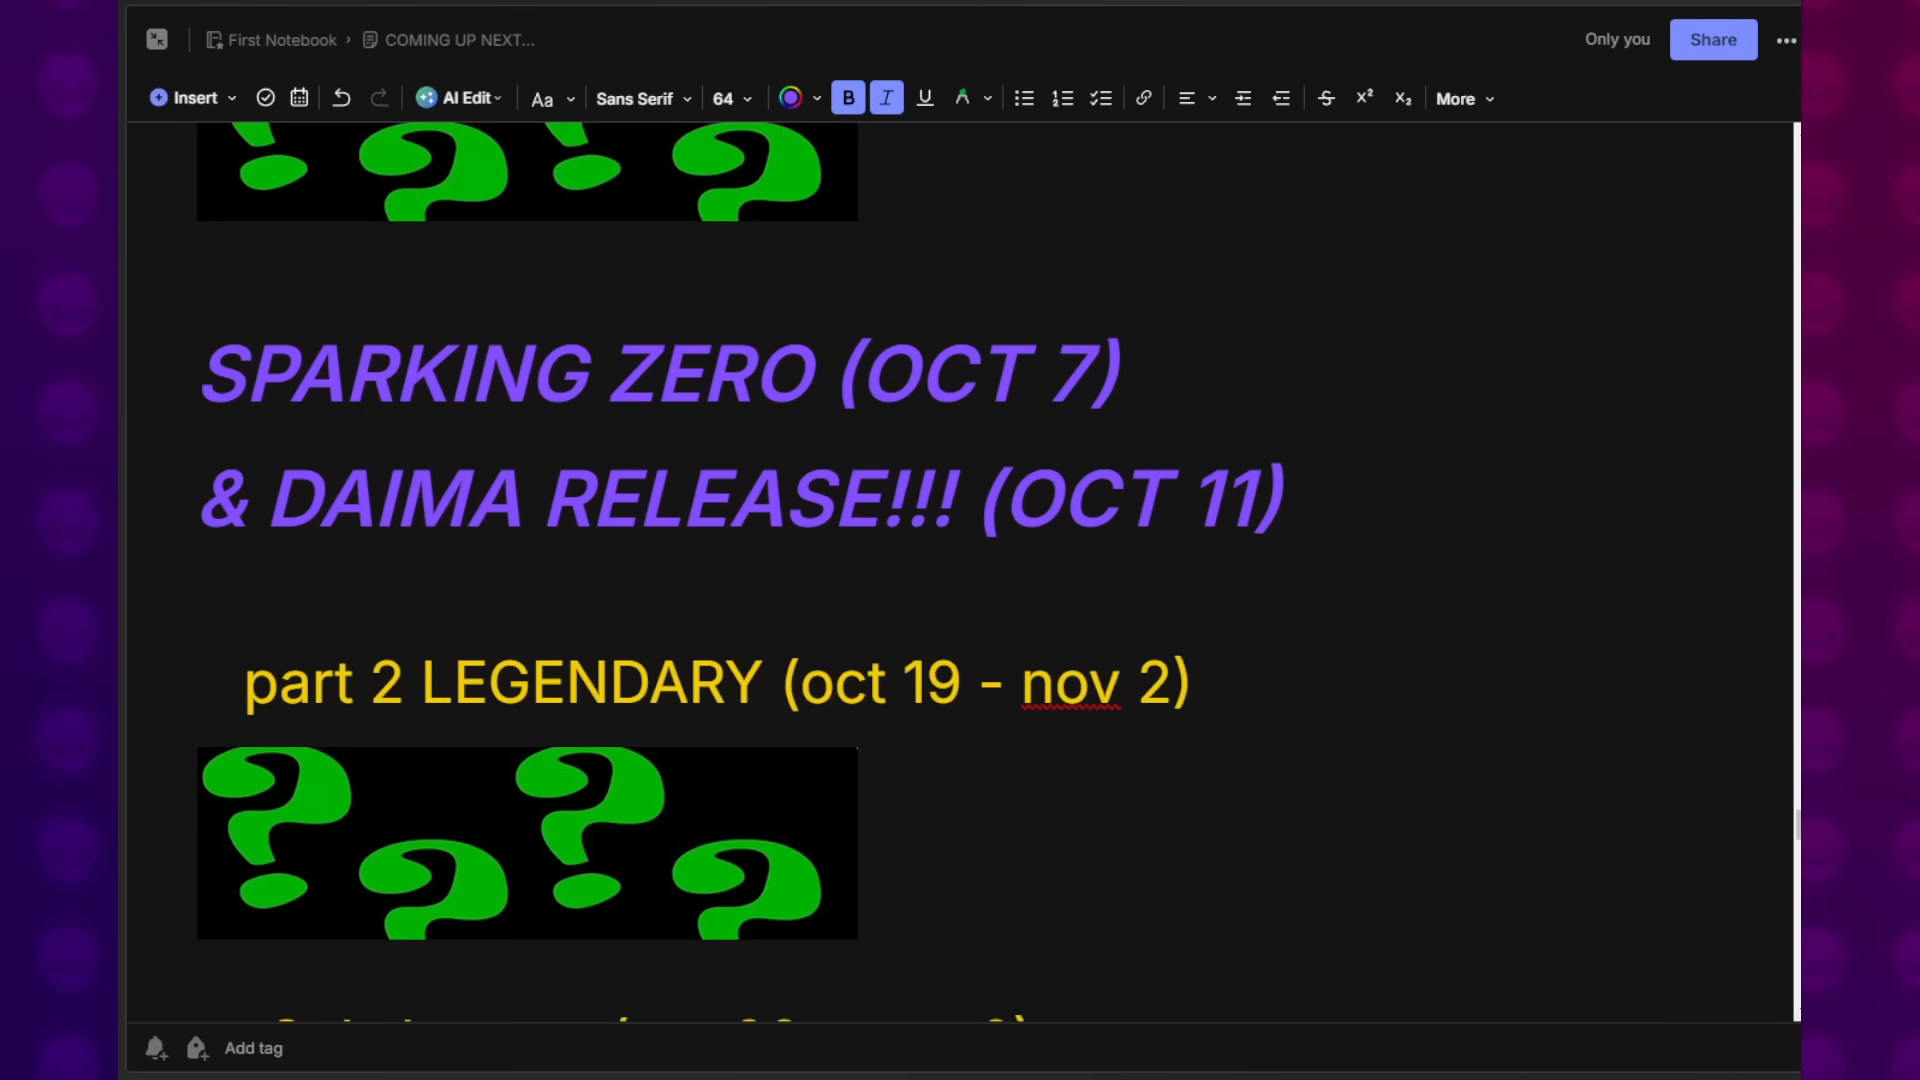 First Notebook › COMING UP NEXT... Only you Share
Insert AI Edit Aa Sans Serif 64 B I U More
SPARKING ZERO (OCT 7)
& DAIMA RELEASE!!! (OCT 11)
part 2 LEGENDARY (oct 19 - nov 2)
? ? ? ?
Add tag